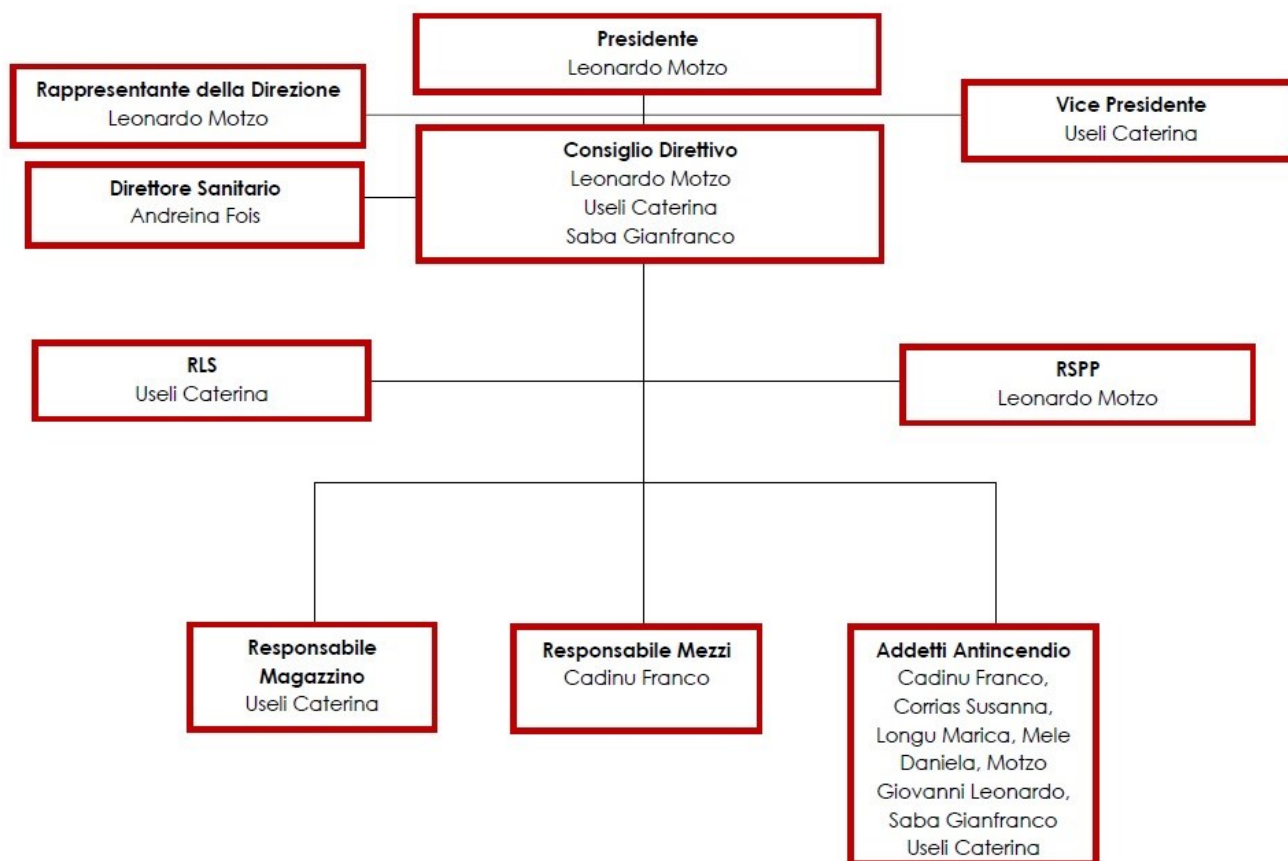 Presidente
Leonardo Motzo
Rappresentante della Direzione
Leonardo Motzo
Vice Presidente
Useli Caterina
Consiglio Direttivo
Leonardo Motzo
Useli Caterina
Saba Gianfranco
Direttore Sanitario
Andreina Fois
RLS
Useli Caterina
RSPP
Leonardo Motzo
Responsabile
Magazzino
Useli Caterina
Responsabile Mezzi
Cadinu Franco
Addetti Antincendio
Cadinu Franco,
Corrias Susanna,
Longu Marica, Mele
Daniela, Motzo
Giovanni Leonardo,
Saba Gianfranco
Useli Caterina